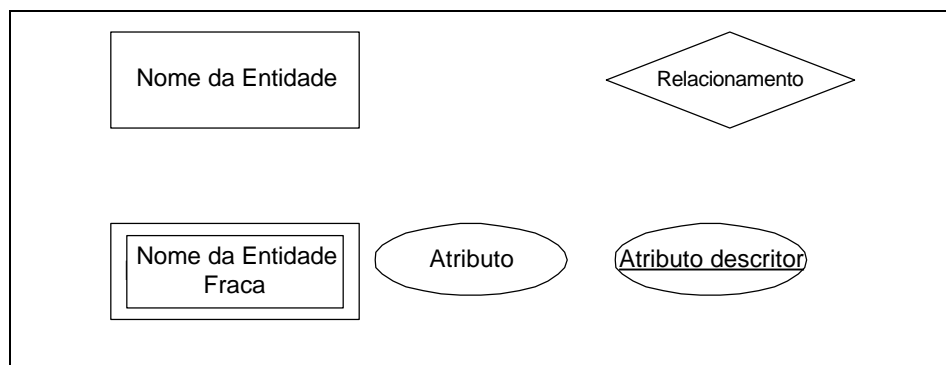 Nome da Entidade
Relacionamento
Nome da Entidade
Fraca
Atributo
Atributo descritor